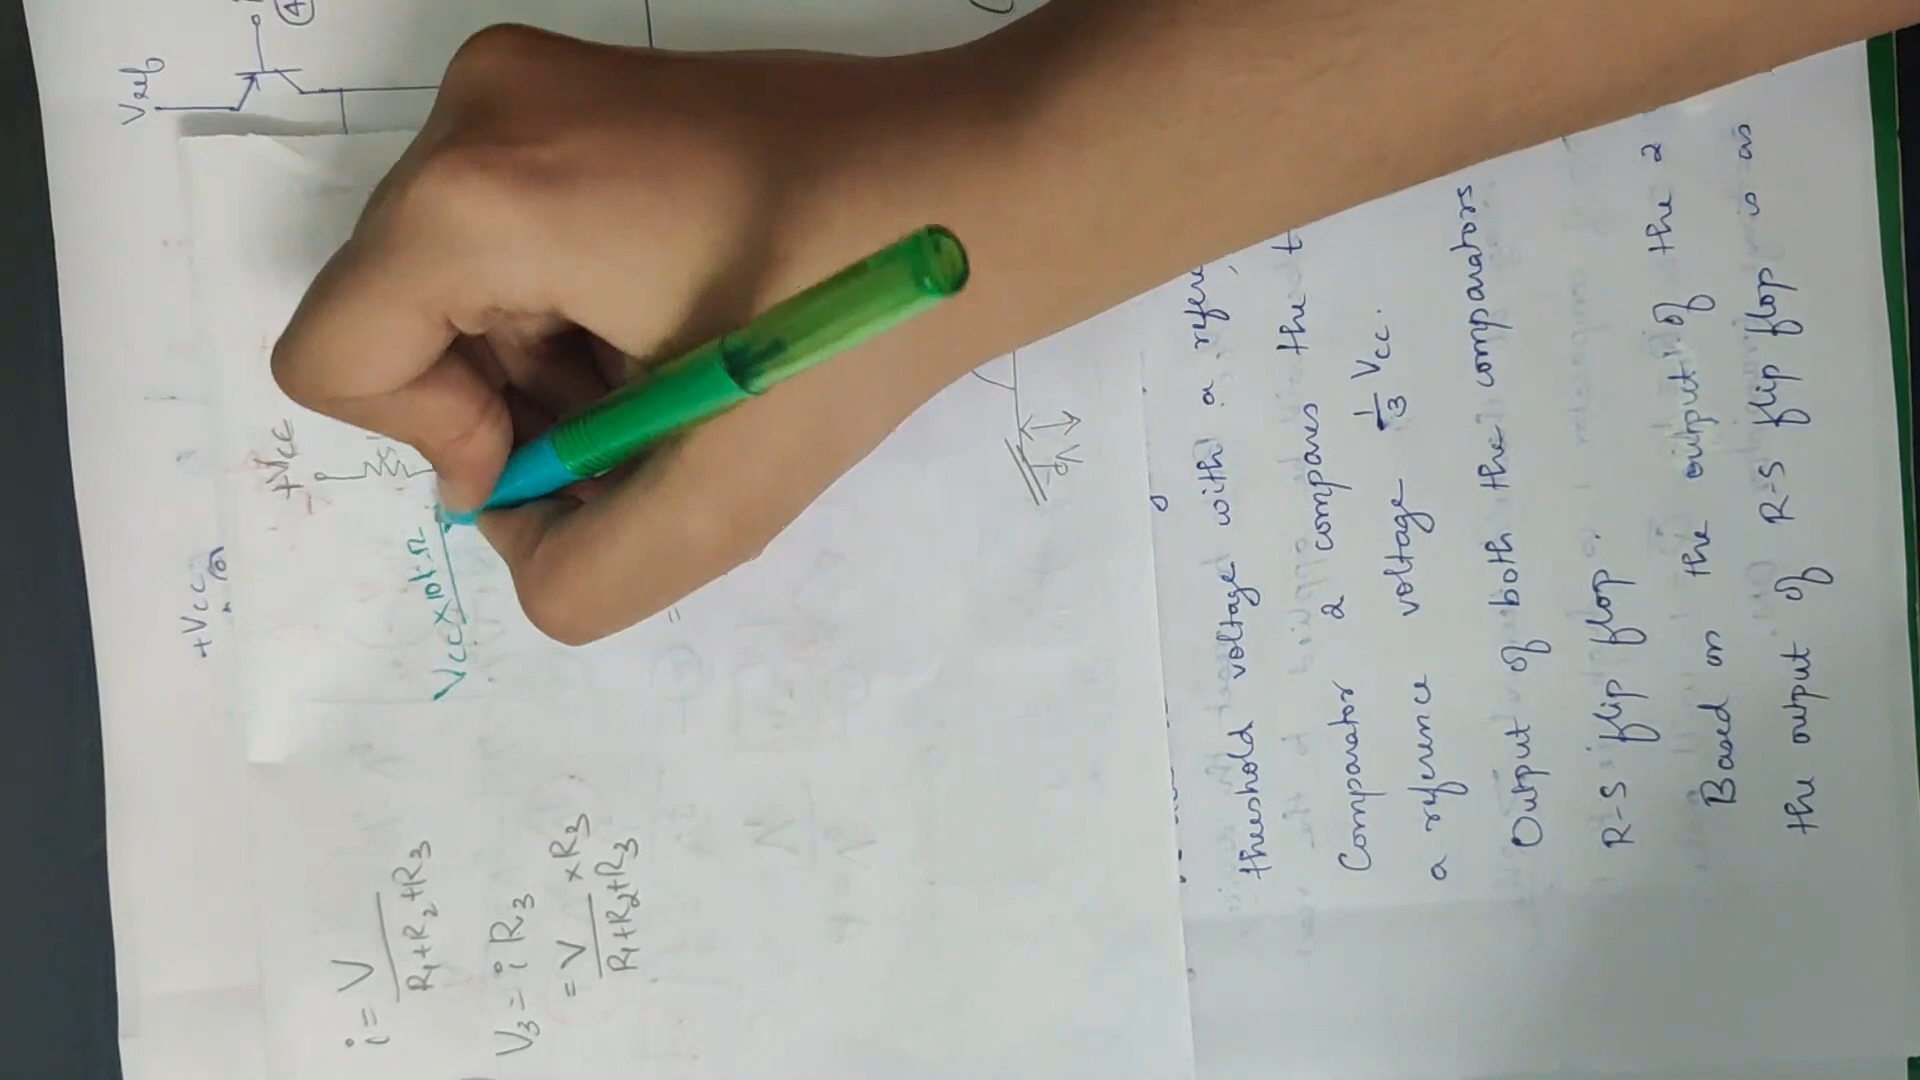 Vref
4
+Vcc
+Vcc
Vcc×10kΩ
i = V
R1+R2+R3
V3 = i R3
= V × R3
R1+R2+R3
=
threshold voltage with a
Comparator 2 compares the
a reference voltage 1/3 Vcc.
Output of both the comparators
R-S flip flop.
Based on the output of the 2
the output of R-S flip flop is as